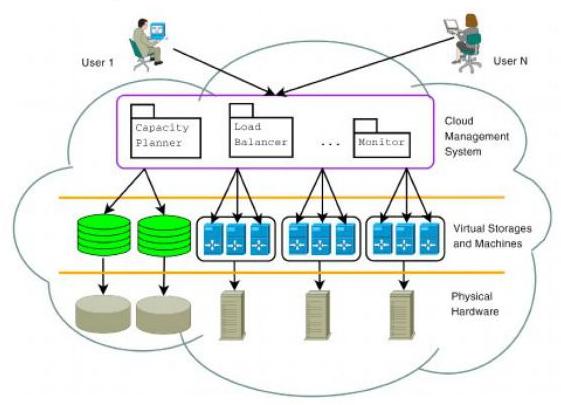 User 1
User N
Capacity
Planner
Load
Balancer
...
Monitor
Cloud
Management
System
Virtual Storages
and Machines
Physical
Hardware